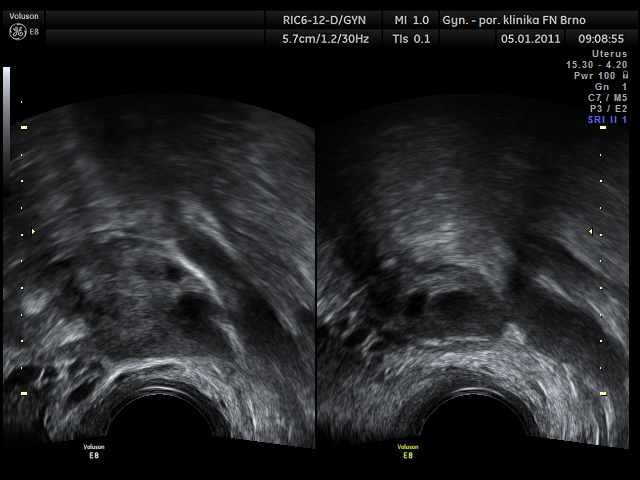 Voluson
GE E8
RIC6-12-D/GYN
MI 1.0
Gyn. - por. klinika FN Brno
5.7cm/1.2/30Hz
TIs 0.1
05.01.2011
09:08:55
Uterus
15.30 - 4.20
Pwr 100
Gn 1
C7 / M5
P3 / E2
SRI II 1
Voluson
E8
Voluson
E8